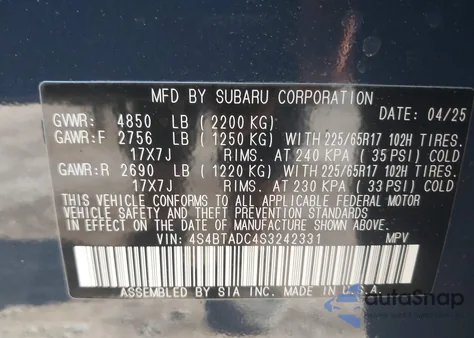 MFD BY SUBARU CORPORATION
DATE: 04/25
GVWR: 4850 LB (2200 KG)
GAWR:F 2756 LB (1250 KG) WITH 225/65R17 102H TIRES.
17X7J RIMS. AT 240 KPA (35 PSI) COLD
GAWR:R 2690 LB (1220 KG) WITH 225/65R17 102H TIRES.
17X7J RIMS. AT 230 KPA (33 PSI) COLD
THIS VEHICLE CONFORMS TO ALL APPLICABLE FEDERAL MOTOR
VEHICLE SAFETY AND THEFT PREVENTION STANDARDS IN EFFECT
ON THE DATE OF MANUFACTURE SHOWN ABOVE.
VIN: 4S4BTADC4S3242331 MPV
ASSEMBLED BY SIA INC. MADE IN U.S.A.
autoSnap